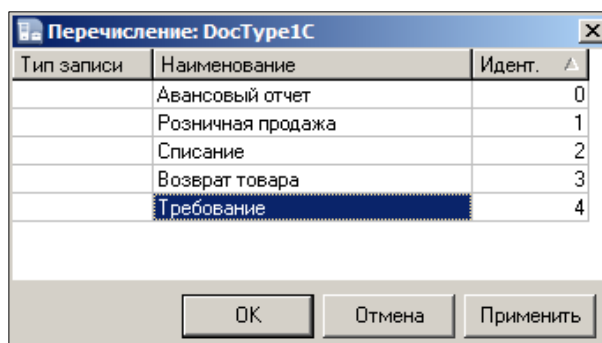 Перечисление: DocType1C
Тип записи Наименование Идент.
Авансовый отчет 0
Розничная продажа 1
Списание 2
Возврат товара 3
Требование 4
OK Отмена Применить